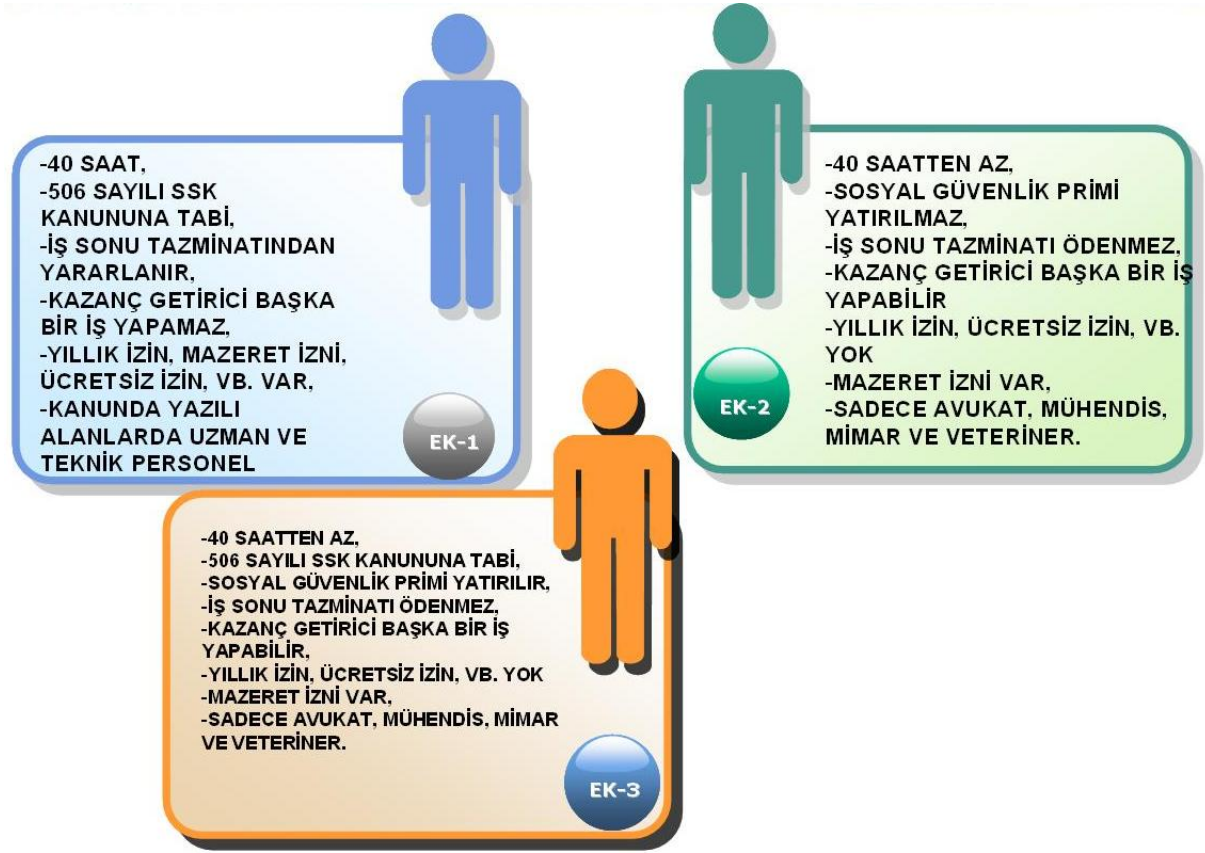 -40 SAAT,
-506 SAYILI SSK
KANUNUNA TABİ,
-İŞ SONU TAZMİNATINDAN
YARARLANIR,
-KAZANÇ GETİRİCİ BAŞKA
BİR İŞ YAPAMAZ,
-YILLIK İZİN, MAZERET İZNİ,
ÜCRETSİZ İZİN, VB. VAR,
-KANUNDA YAZILI
ALANLARDA UZMAN VE
TEKNİK PERSONEL
EK-1
-40 SAATTEN AZ,
-SOSYAL GÜVENLİK PRİMİ
YATIRILMAZ,
-İŞ SONU TAZMİNATI ÖDENMEZ,
-KAZANÇ GETİRİCİ BAŞKA BİR İŞ
YAPABİLİR
-YILLIK İZİN, ÜCRETSİZ İZİN, VB.
YOK
-MAZERET İZNİ VAR,
-SADECE AVUKAT, MÜHENDİS,
MİMAR VE VETERİNER.
EK-2
-40 SAATTEN AZ,
-506 SAYILI SSK KANUNUNA TABİ,
-SOSYAL GÜVENLİK PRİMİ YATIRILIR,
-İŞ SONU TAZMİNATI ÖDENMEZ,
-KAZANÇ GETİRİCİ BAŞKA BİR İŞ
YAPABİLİR,
-YILLIK İZİN, ÜCRETSİZ İZİN, VB. YOK
-MAZERET İZNİ VAR,
-SADECE AVUKAT, MÜHENDİS, MİMAR
VE VETERİNER.
EK-3